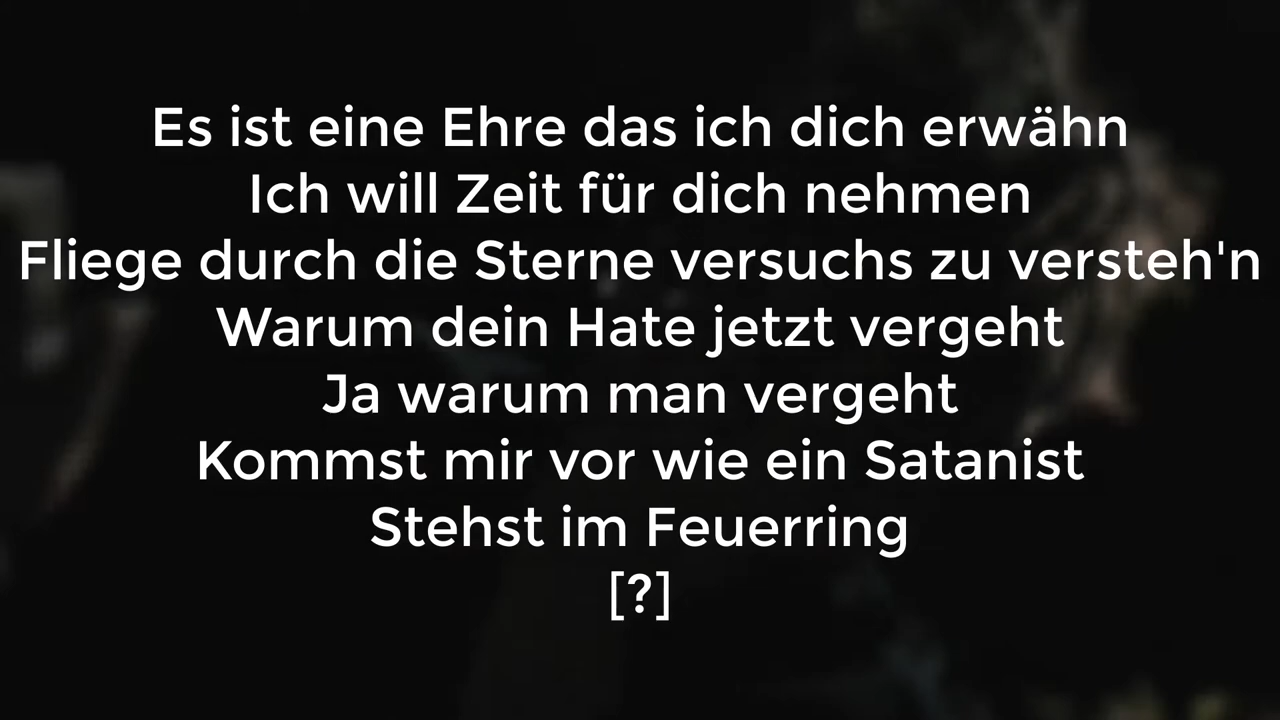 Es ist eine Ehre das ich dich erwähn
Ich will Zeit für dich nehmen
Fliege durch die Sterne versuchs zu versteh'n
Warum dein Hate jetzt vergeht
Ja warum man vergeht
Kommst mir vor wie ein Satanist
Stehst im Feuerring
[?]